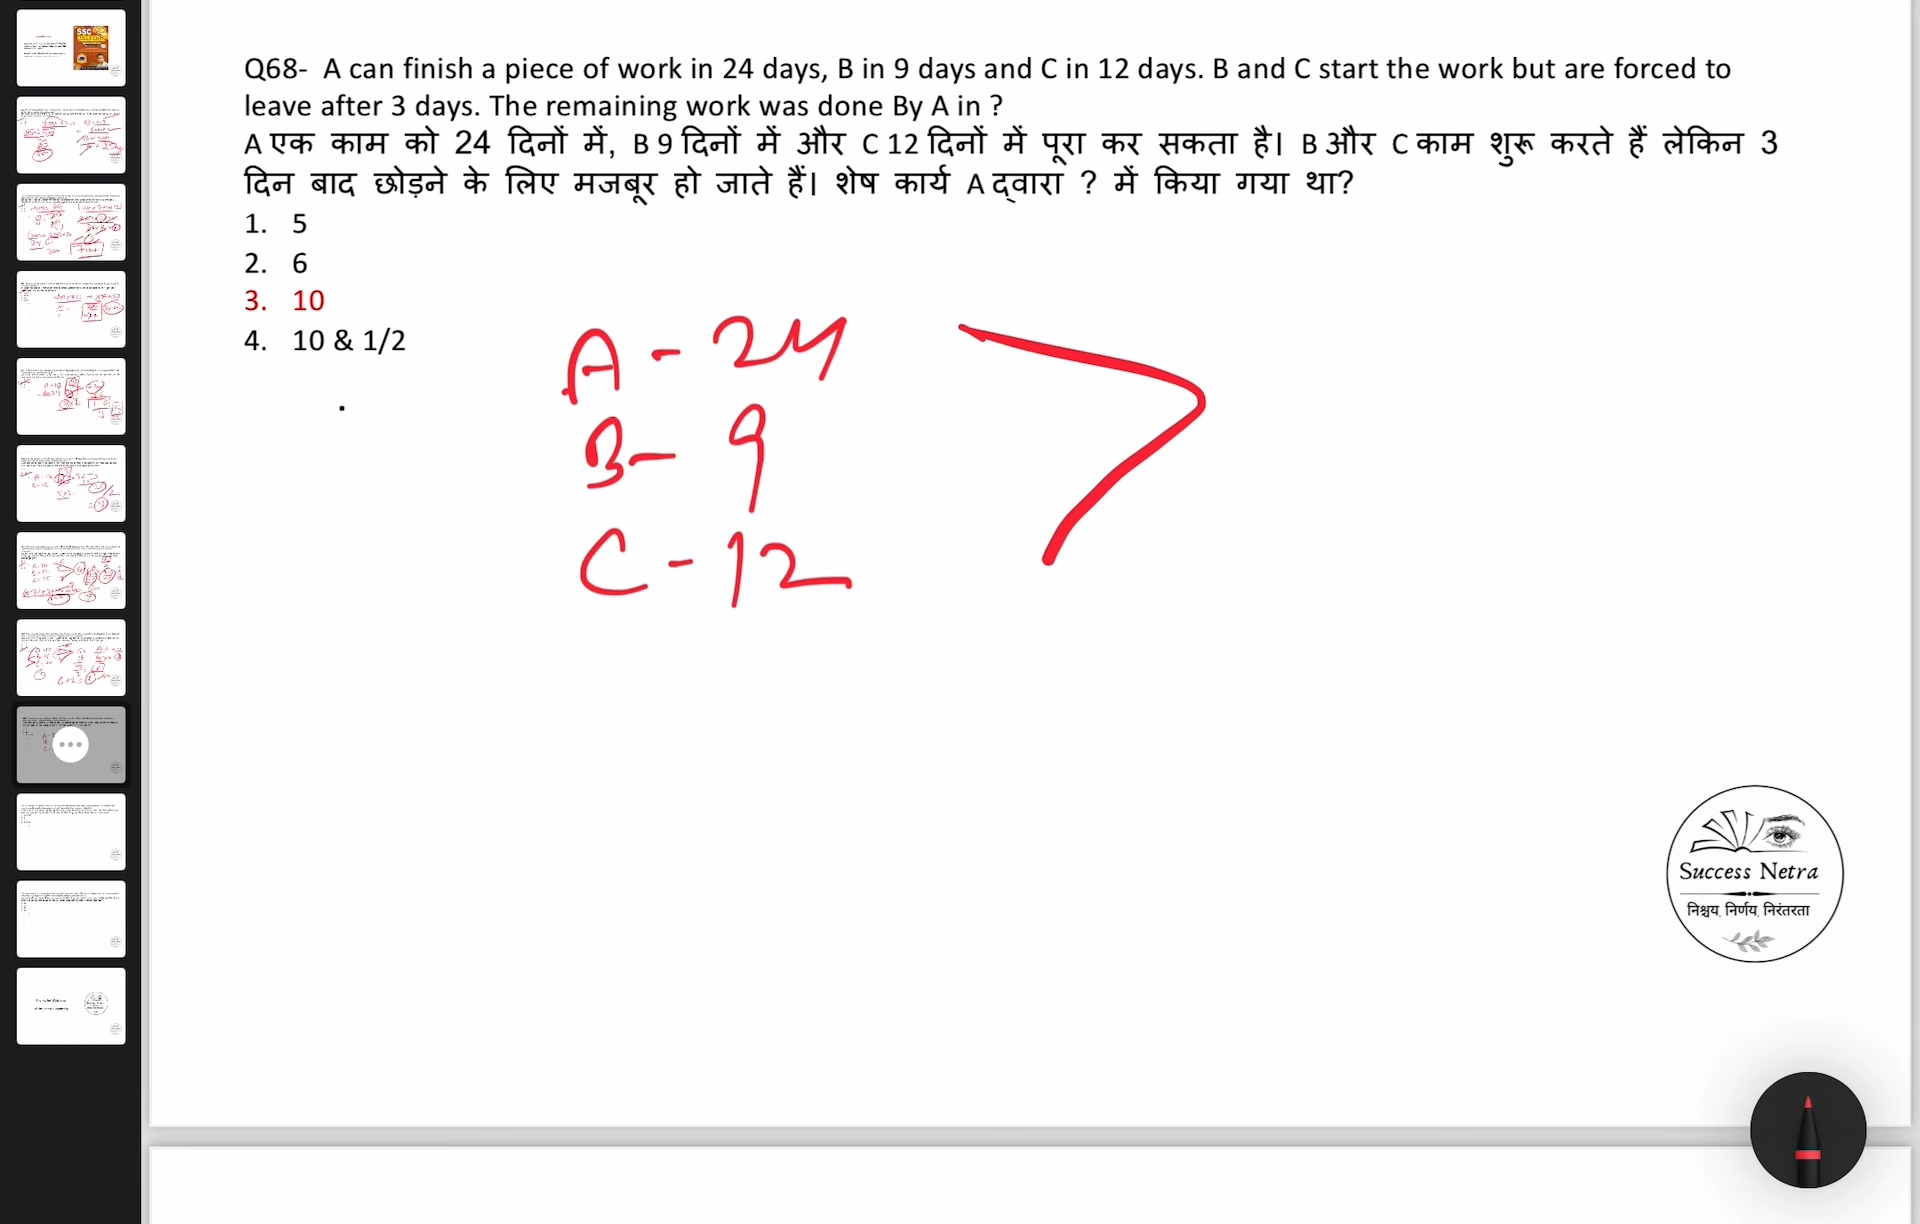 Q68- A can finish a piece of work in 24 days, B in 9 days and C in 12 days. B and C start the work but are forced to
leave after 3 days. The remaining work was done By A in ?
A एक काम को 24 दिनों में, B 9 दिनों में और C 12 दिनों में पूरा कर सकता है। B और C काम शुरू करते हैं लेकिन 3
दिन बाद छोड़ने के लिए मजबूर हो जाते हैं। शेष कार्य A द्वारा ? में किया गया था?
1. 5
2. 6
3. 10
4. 10 & 1/2
A - 24
B - 9
C - 12
Success Netra
निश्चय, निर्णय, निरंतरता